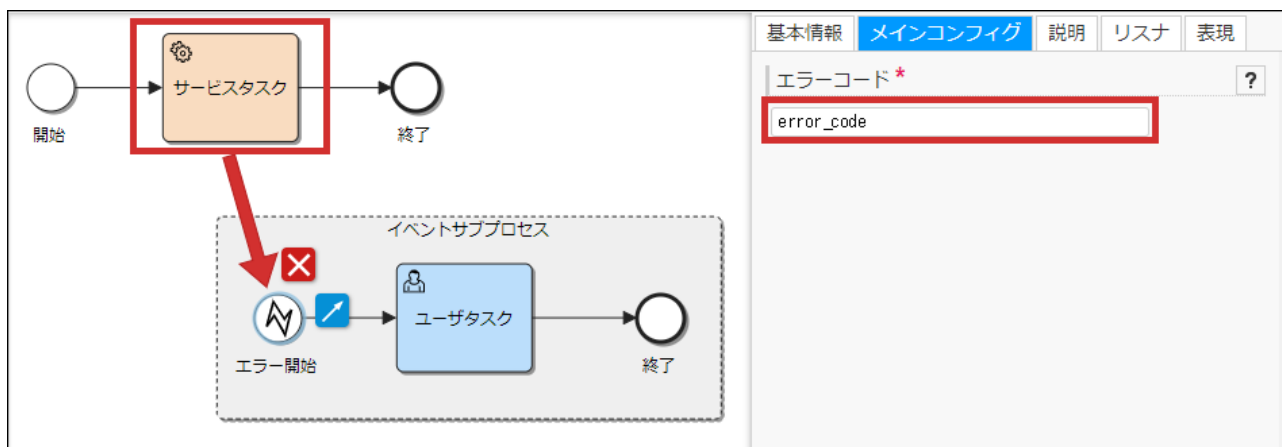 開始
サービスタスク
終了
イベントサブプロセス
エラー開始
ユーザタスク
終了
基本情報 メインコンフィグ 説明 リスナ 表現
エラーコード * ?
error_code